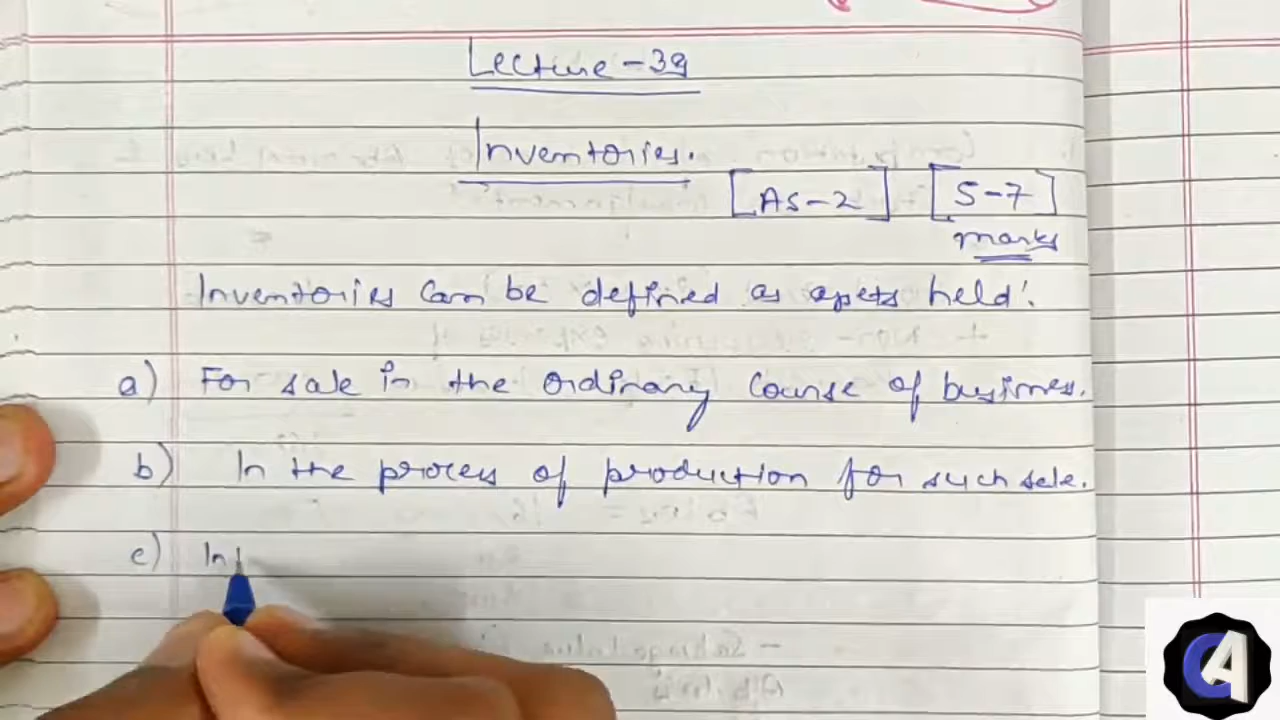 Lecture - 39
Inventories.
[AS-2] [5-7]
marks
Inventories can be defined as assets held:
a) For sale in the ordinary course of business.
b) In the process of production for such sale.
c) In
CA